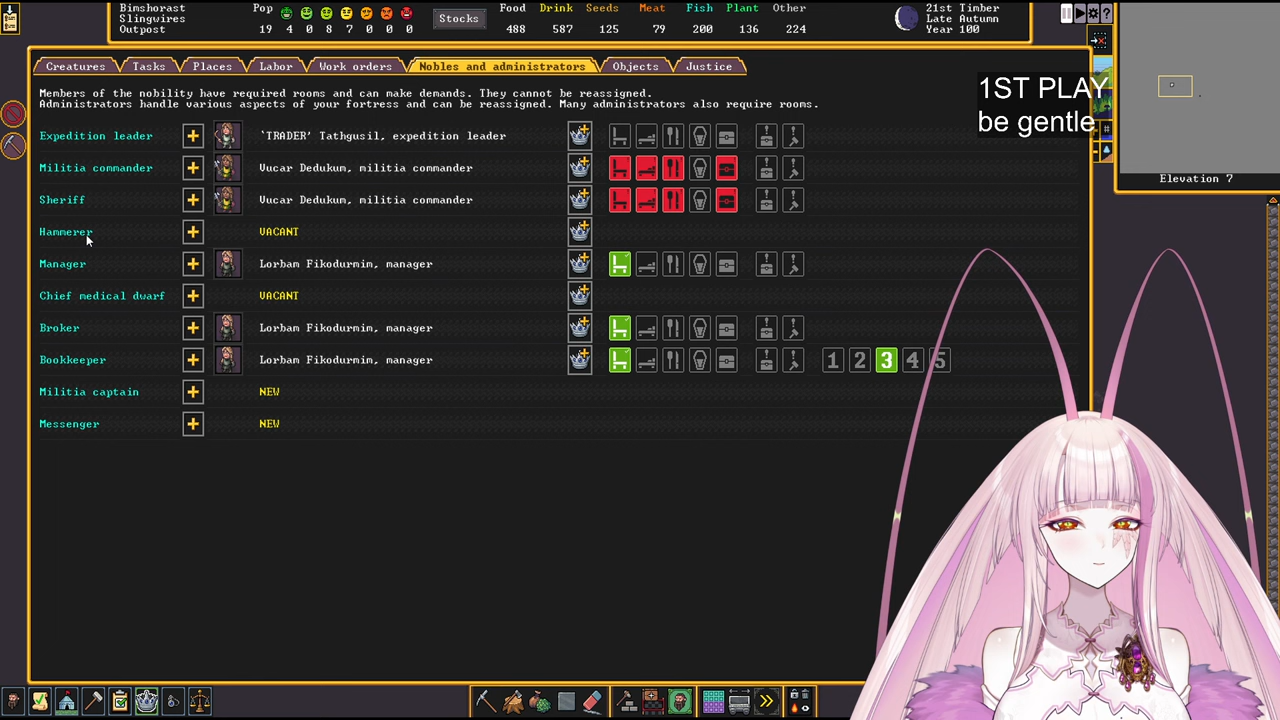 Binshorast
Slingwires
Outpost
Pop
19 4 0 8 7 0 0 0
Stocks
Food Drink Seeds Meat Fish Plant Other
488 587 125 79 200 136 224
21st Timber
Late Autumn
Year 100
?
Creatures Tasks Places Labor Work orders Nobles and administrators Objects Justice
Members of the nobility have required rooms and can make demands. They cannot be reassigned.
Administrators handle various aspects of your fortress and can be reassigned. Many administrators also require rooms.
1ST PLAY
be gentle
Elevation 7
Expedition leader `TRADER' Tathgusil, expedition leader
Militia commander Vucar Dedukum, militia commander
Sheriff Vucar Dedukum, militia commander
Hammerer VACANT
Manager Lorbam Fikodurmim, manager
Chief medical dwarf VACANT
Broker Lorbam Fikodurmim, manager
Bookkeeper Lorbam Fikodurmim, manager 1 2 3 4 5
Militia captain NEW
Messenger NEW